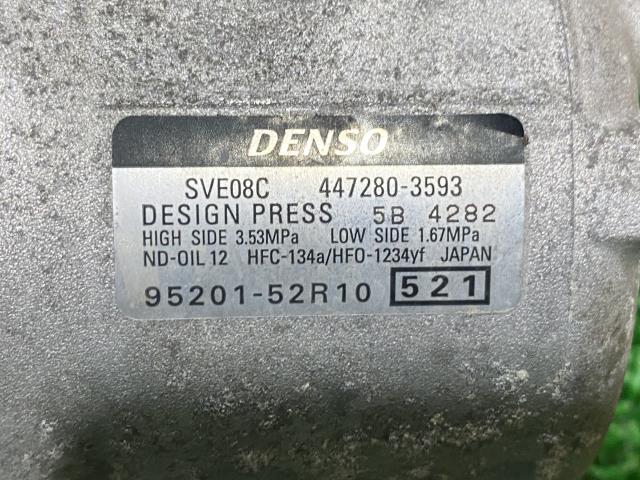 DENSO
SVE08C 447280-3593
DESIGN PRESS 5B 4282
HIGH SIDE 3.53MPa LOW SIDE 1.67MPa
ND-OIL 12 HFC-134a/HFO-1234yf JAPAN
95201-52R10 521